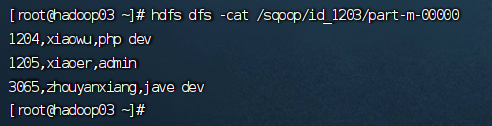 [root@hadoop03 ~]# hdfs dfs -cat /sqpop/id_1203/part-m-00000
1204,xiaowu,php dev
1205,xiaoer,admin
3065,zhouyanxiang,jave dev
[root@hadoop03 ~]#